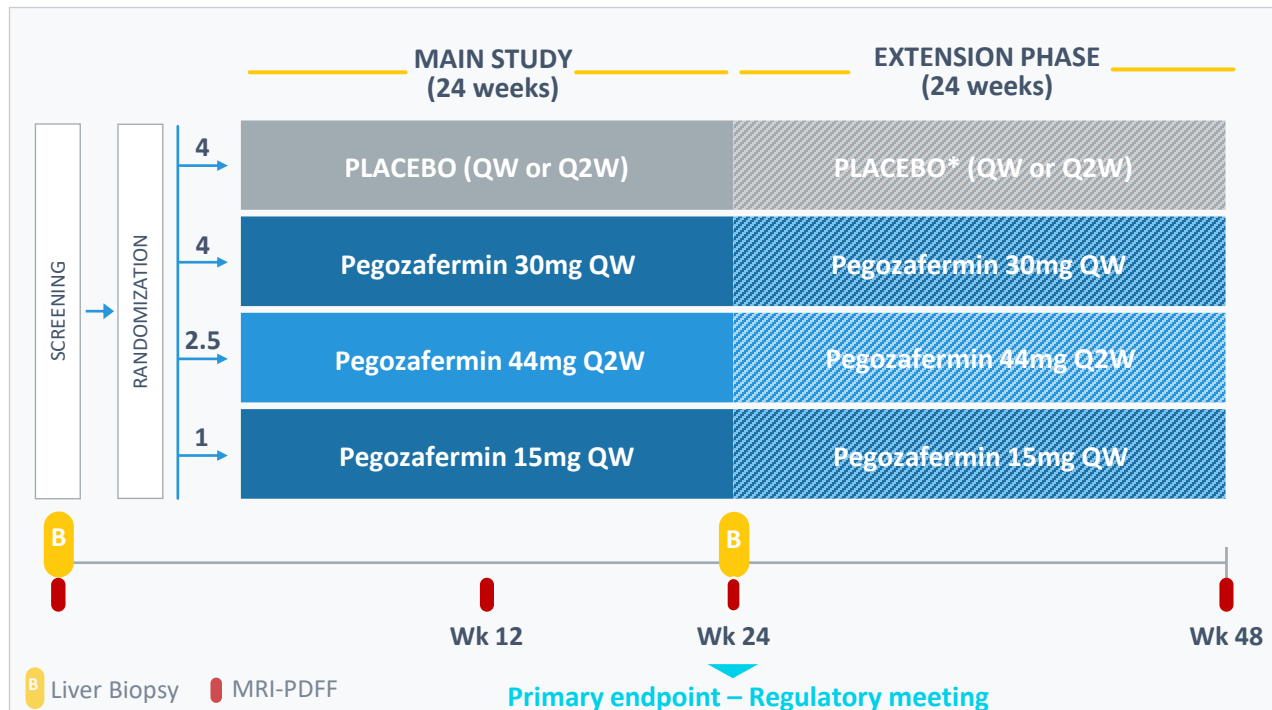 MAIN STUDY
(24 weeks)
EXTENSION PHASE
(24 weeks)
SCREENING
RANDOMIZATION
4
PLACEBO (QW or Q2W)
PLACEBO* (QW or Q2W)
4
Pegozafermin 30mg QW
Pegozafermin 30mg QW
2.5
Pegozafermin 44mg Q2W
Pegozafermin 44mg Q2W
1
Pegozafermin 15mg QW
Pegozafermin 15mg QW
B
B
Wk 12
Wk 24
Wk 48
B Liver Biopsy
MRI-PDFF
Primary endpoint – Regulatory meeting